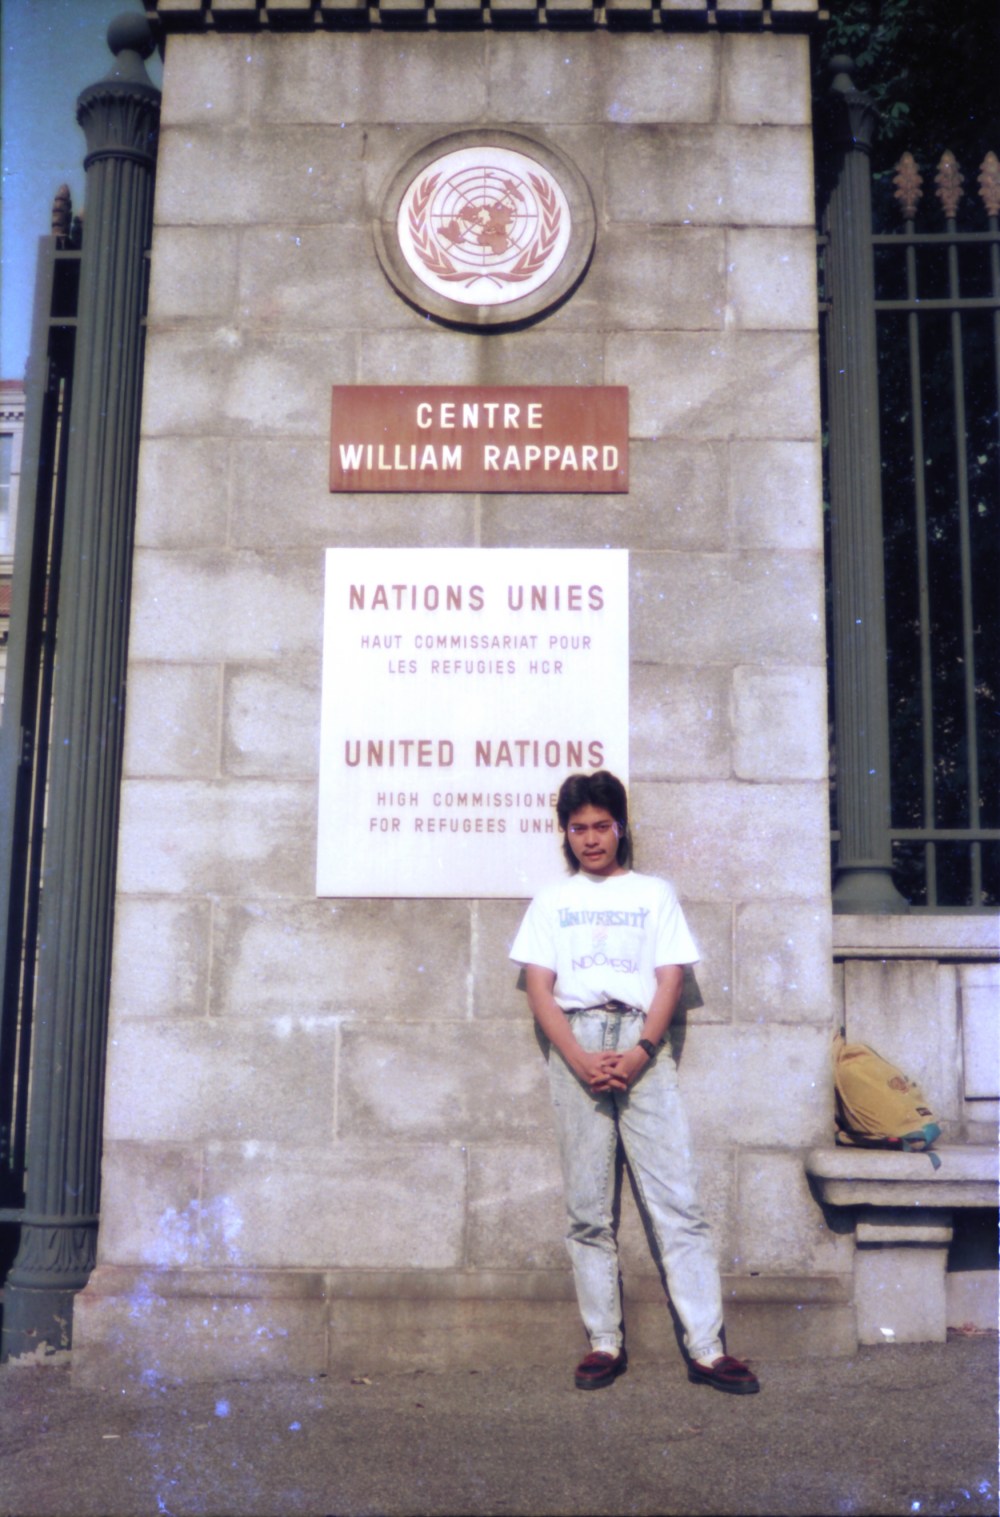 CENTRE
WILLIAM RAPPARD
NATIONS UNIES
HAUT COMMISSARIAT POUR
LES REFUGIES HCR
UNITED NATIONS
HIGH COMMISSIONE
FOR REFUGEES UNH
UNIVERSITY
INDONESIA